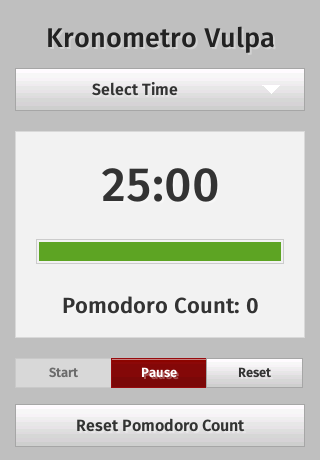 Kronometro Vulpa
Select Time
25:00
Pomodoro Count: 0
Start
Pause
Reset
Reset Pomodoro Count